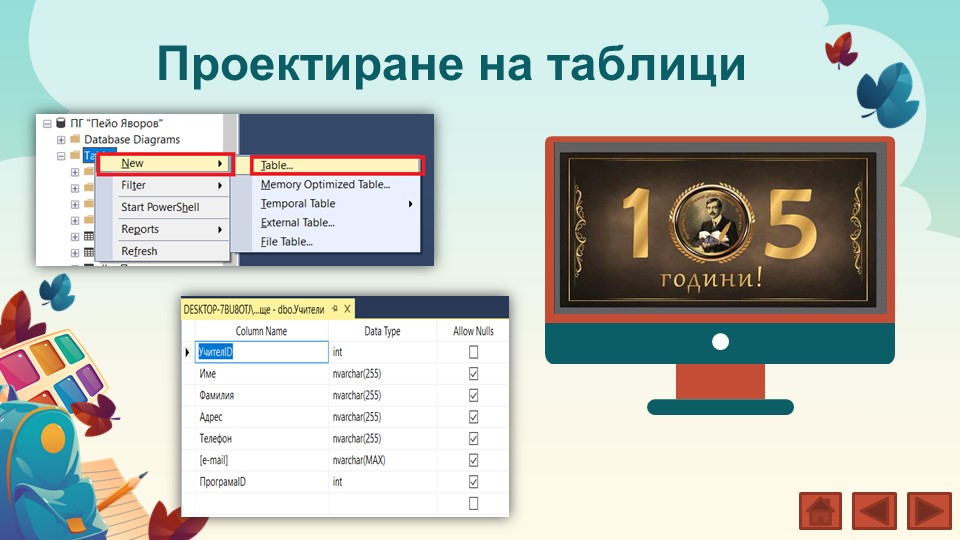 Проектиране на таблици
ПГ "Пейо Яворов"
Database Diagrams
New
Filter
Start PowerShell
Reports
Refresh
Table...
Memory Optimized Table...
Temporal Table
External Table...
File Table...
105
години!
DESKTOP-7BU8OTJ\...ще - dbo.Учители
Column Name Data Type Allow Nulls
УчителID int
Име nvarchar(255)
Фамилия nvarchar(255)
Адрес nvarchar(255)
Телефон nvarchar(255)
[e-mail] nvarchar(MAX)
ПрограмаID int